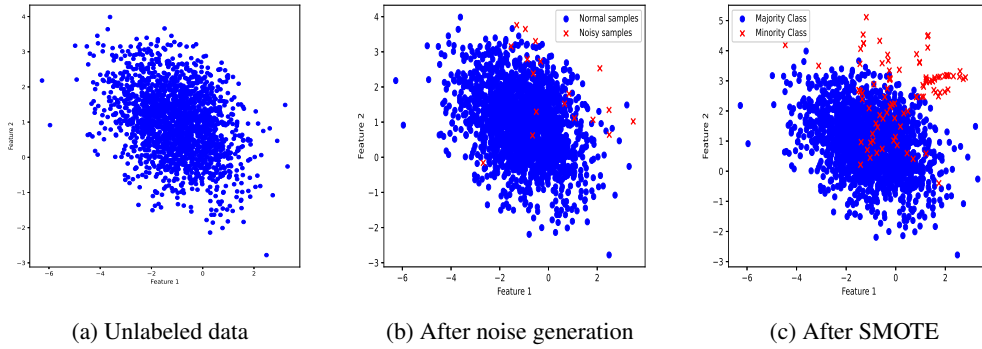 4
3
2
1
0
−1
−2
−3
−6 −4 −2 0 2
Feature 2
Feature 1
4
3
2
1
0
−1
−2
−3
−6 −4 −2 0 2
Feature 2
Feature 1
Normal samples
Noisy samples
5
4
3
2
1
0
−1
−2
−3
−6 −4 −2 0 2
Feature 2
Feature 1
Majority Class
Minority Class
(a) Unlabeled data
(b) After noise generation
(c) After SMOTE